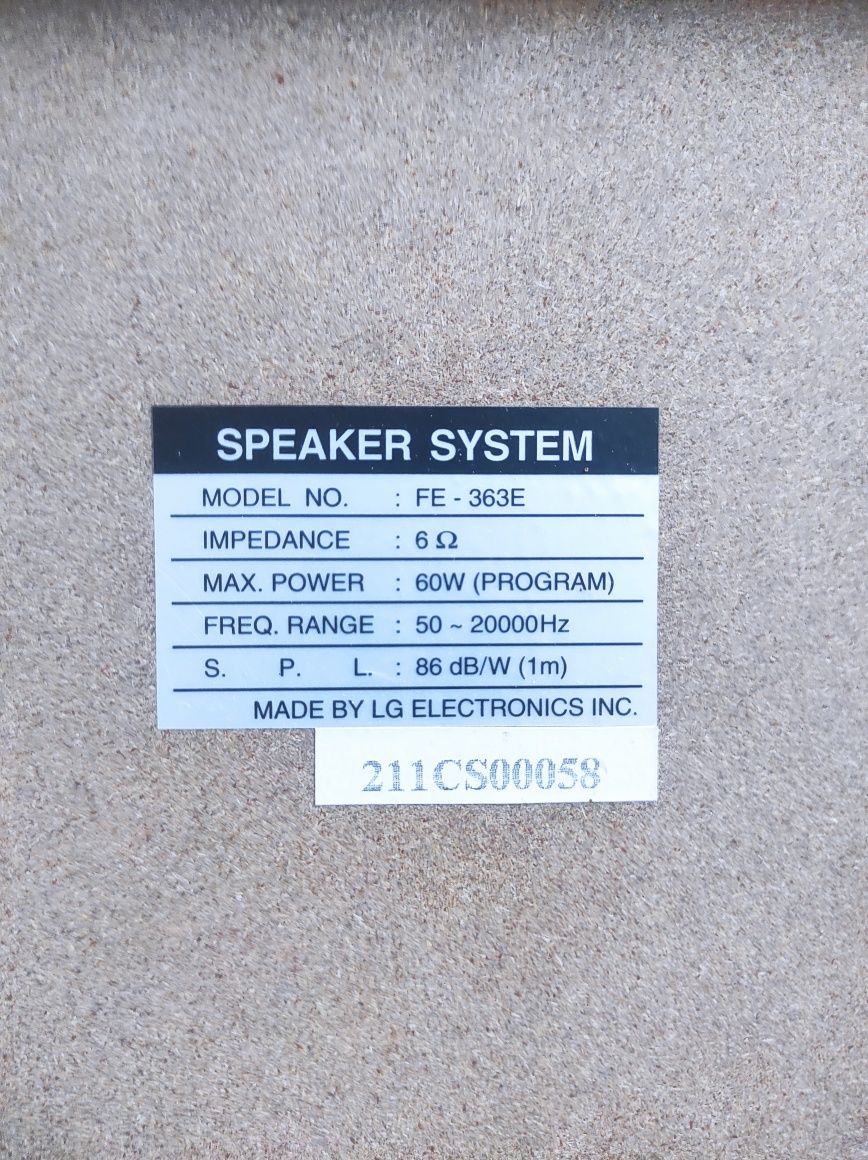 SPEAKER SYSTEM
MODEL NO. : FE - 363E
IMPEDANCE : 6 Ω
MAX. POWER : 60W (PROGRAM)
FREQ. RANGE : 50 ~ 20000Hz
S. P. L. : 86 dB/W (1m)
MADE BY LG ELECTRONICS INC.
211CS00058